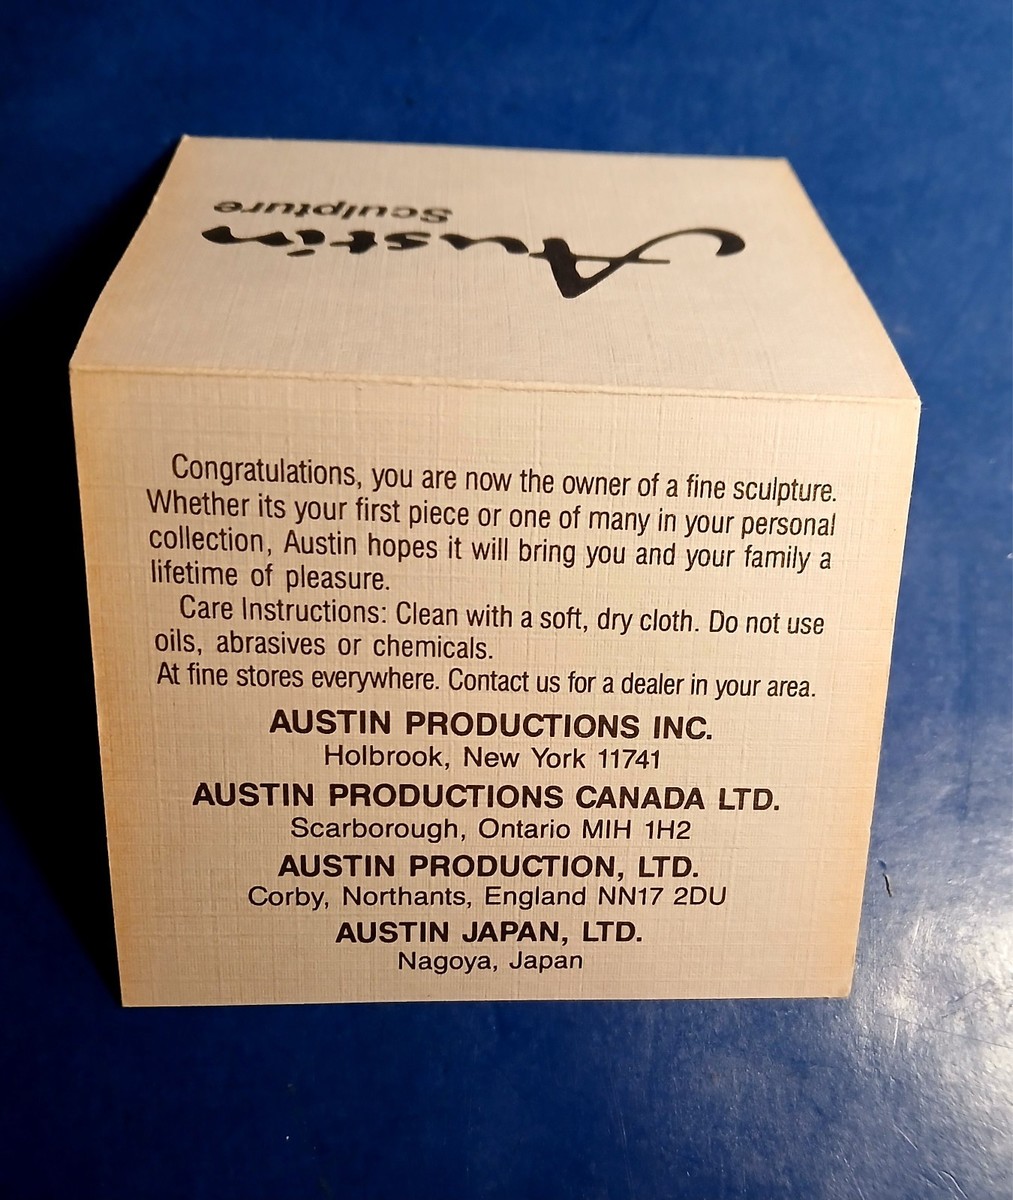 Austin
Sculpture
Congratulations, you are now the owner of a fine sculpture.
Whether its your first piece or one of many in your personal
collection, Austin hopes it will bring you and your family a
lifetime of pleasure.
Care Instructions: Clean with a soft, dry cloth. Do not use
oils, abrasives or chemicals.
At fine stores everywhere. Contact us for a dealer in your area.
AUSTIN PRODUCTIONS INC.
Holbrook, New York 11741
AUSTIN PRODUCTIONS CANADA LTD.
Scarborough, Ontario MIH 1H2
AUSTIN PRODUCTION, LTD.
Corby, Northants, England NN17 2DU
AUSTIN JAPAN, LTD.
Nagoya, Japan